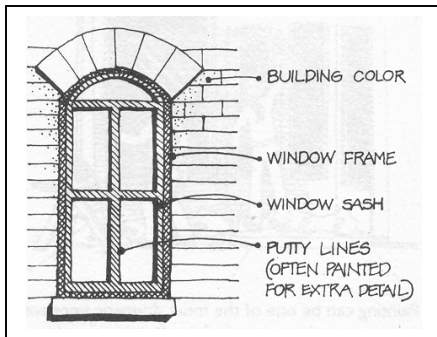 BUILDING COLOR
WINDOW FRAME
WINDOW SASH
PUTTY LINES
(OFTEN PAINTED
FOR EXTRA DETAIL)